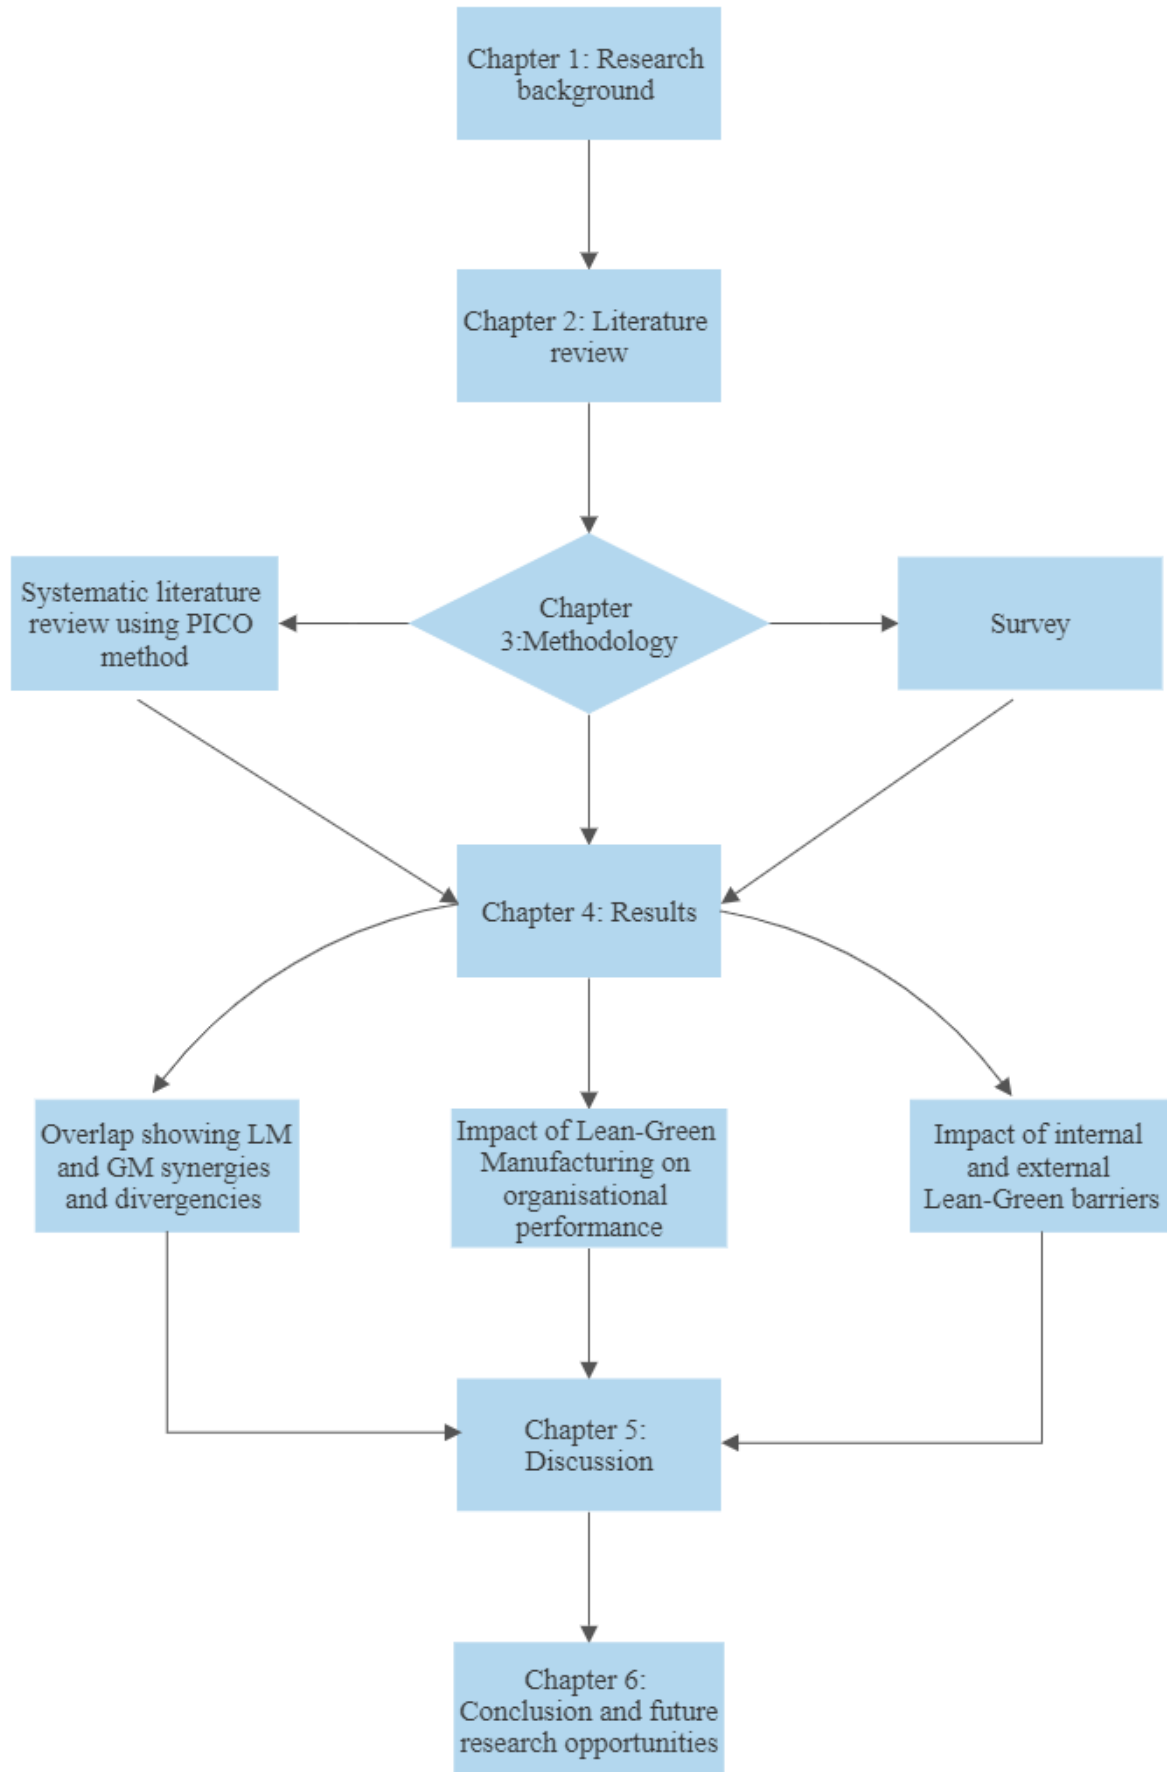 Chapter 1: Research
background
Chapter 2: Literature
review
Systematic literature
review using PICO
method
Chapter
3:Methodology
Survey
Chapter 4: Results
Overlap showing LM
and GM synergies
and divergencies
Impact of Lean-Green
Manufacturing on
organisational
performance
Impact of internal
and external
Lean-Green barriers
Chapter 5:
Discussion
Chapter 6:
Conclusion and future
research opportunities